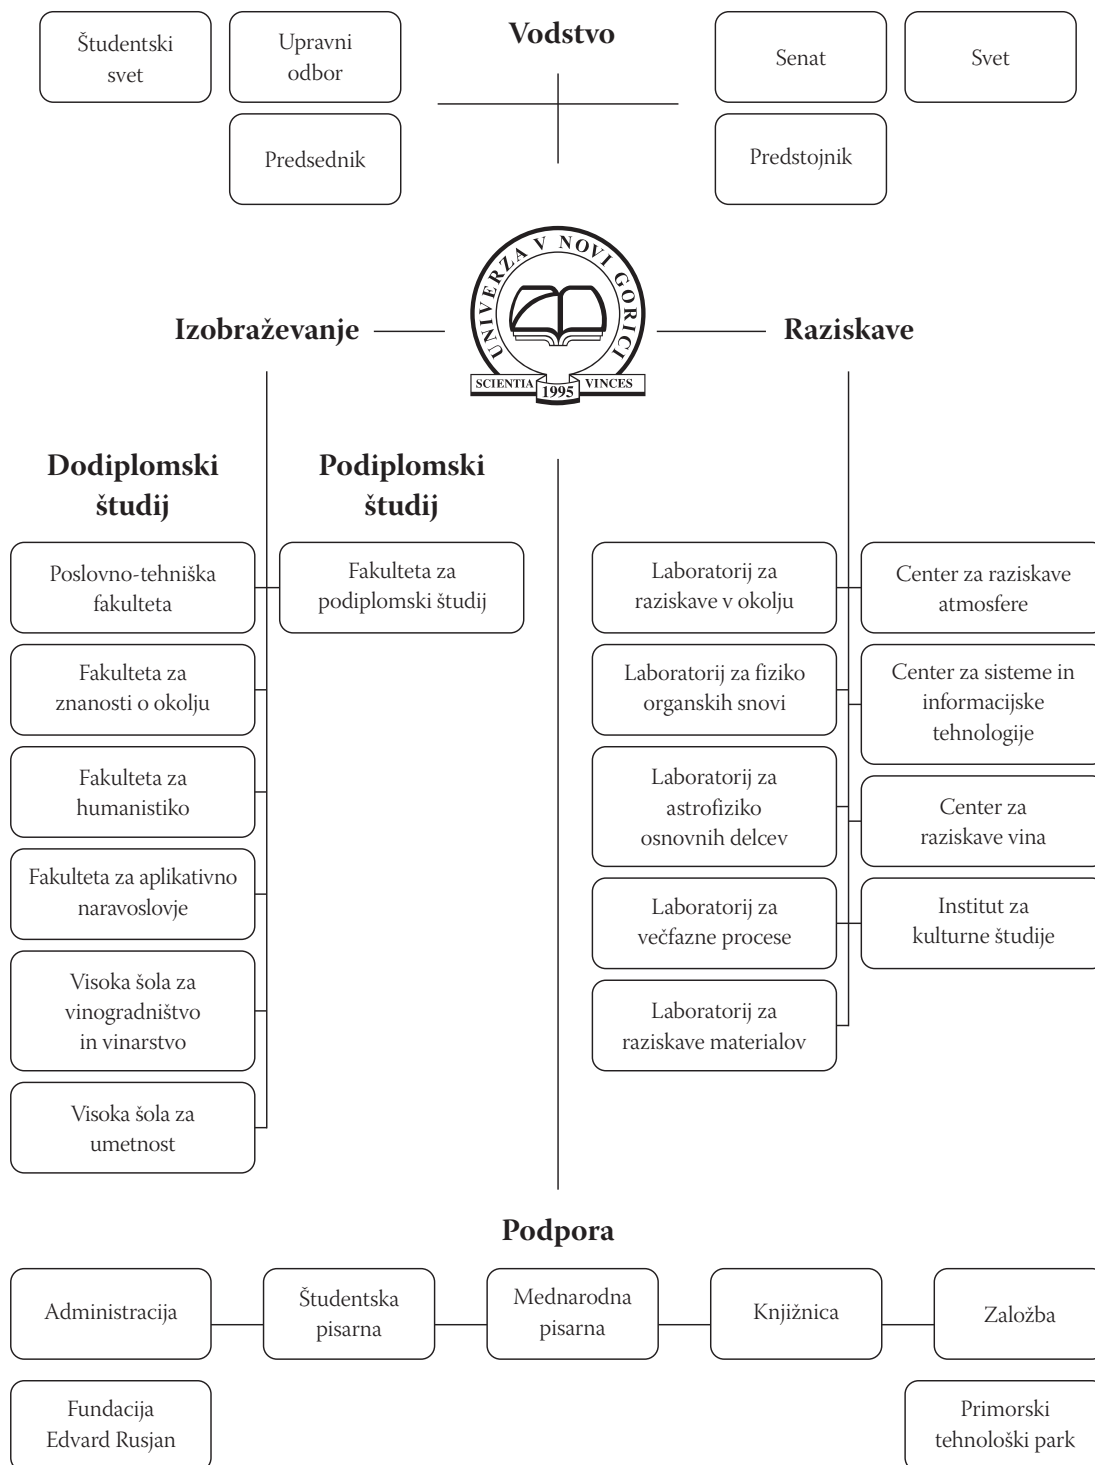 Vodstvo
Študentski
svet
Upravni
odbor
Predsednik
Senat
Svet
Predstojnik
UNIVERZA V NOVI GORICI
SCIENTIA
1995
VINCES
Izobraževanje
Raziskave
Dodiplomski
študij
Podiplomski
študij
Poslovno-tehniška
fakulteta
Fakulteta za
znanosti o okolju
Fakulteta za
humanistiko
Fakulteta za aplikativno
naravoslovje
Visoka šola za
vinogradništvo
in vinarstvo
Visoka šola za
umetnost
Fakulteta za
podiplomski študij
Laboratorij za
raziskave v okolju
Laboratorij za fiziko
organskih snovi
Laboratorij za
astrofiziko
osnovnih delcev
Laboratorij za
večfazne procese
Laboratorij za
raziskave materialov
Center za raziskave
atmosfere
Center za sisteme in
informacijske
tehnologije
Center za
raziskave vina
Institut za
kulturne študije
Podpora
Administracija
Študentska
pisarna
Mednarodna
pisarna
Knjižnica
Založba
Fundacija
Edvard Rusjan
Primorski
tehnološki park